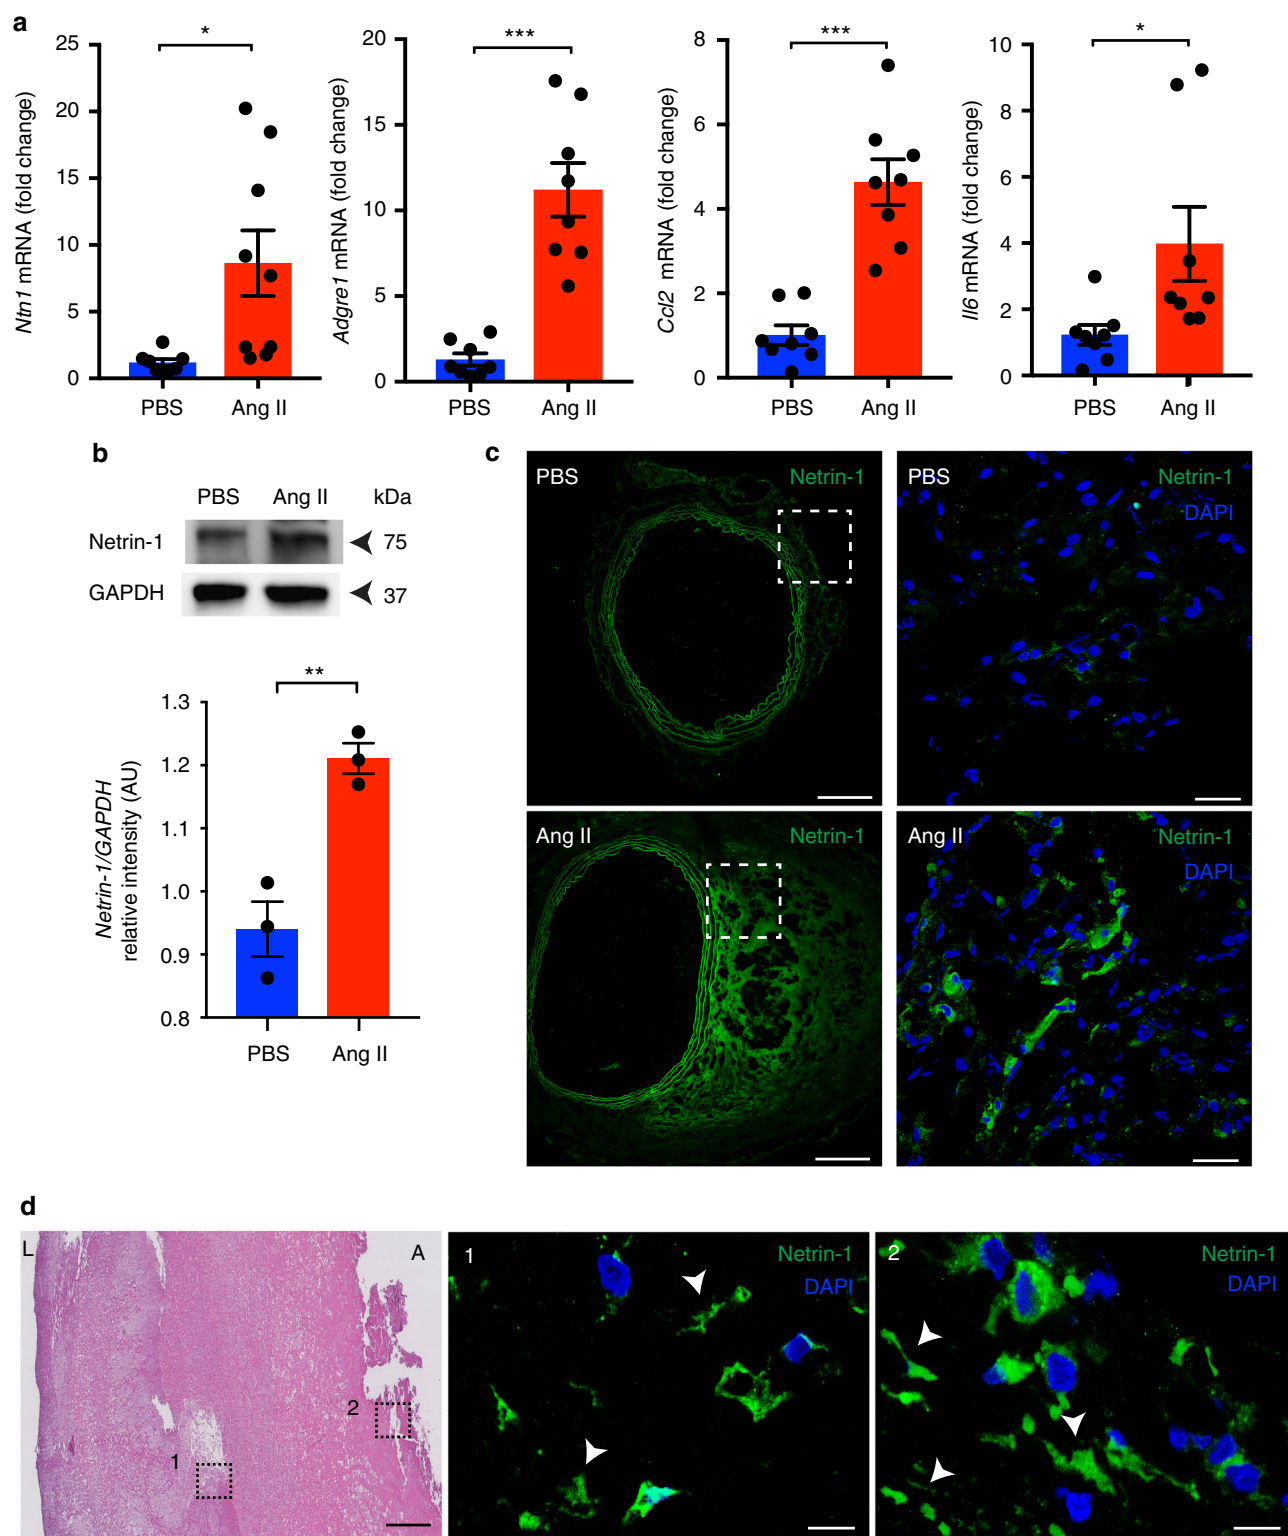 a
*
Ntn1 mRNA (fold change)
25
20
15
10
5
0
PBS
Ang II
***
Adgre1 mRNA (fold change)
20
15
10
5
0
PBS
Ang II
***
Ccl2 mRNA (fold change)
8
6
4
2
0
PBS
Ang II
*
Il6 mRNA (fold change)
10
8
6
4
2
0
PBS
Ang II
b
PBS Ang II kDa
Netrin-1 75
GAPDH 37
**
Netrin-1/GAPDH
relative intensity (AU)
1.3
1.2
1.1
1.0
0.9
0.8
PBS
Ang II
c
PBS Netrin-1
PBS Netrin-1
DAPI
Ang II Netrin-1
Ang II Netrin-1
DAPI
d
L A
1
2
1 Netrin-1
DAPI
2 Netrin-1
DAPI